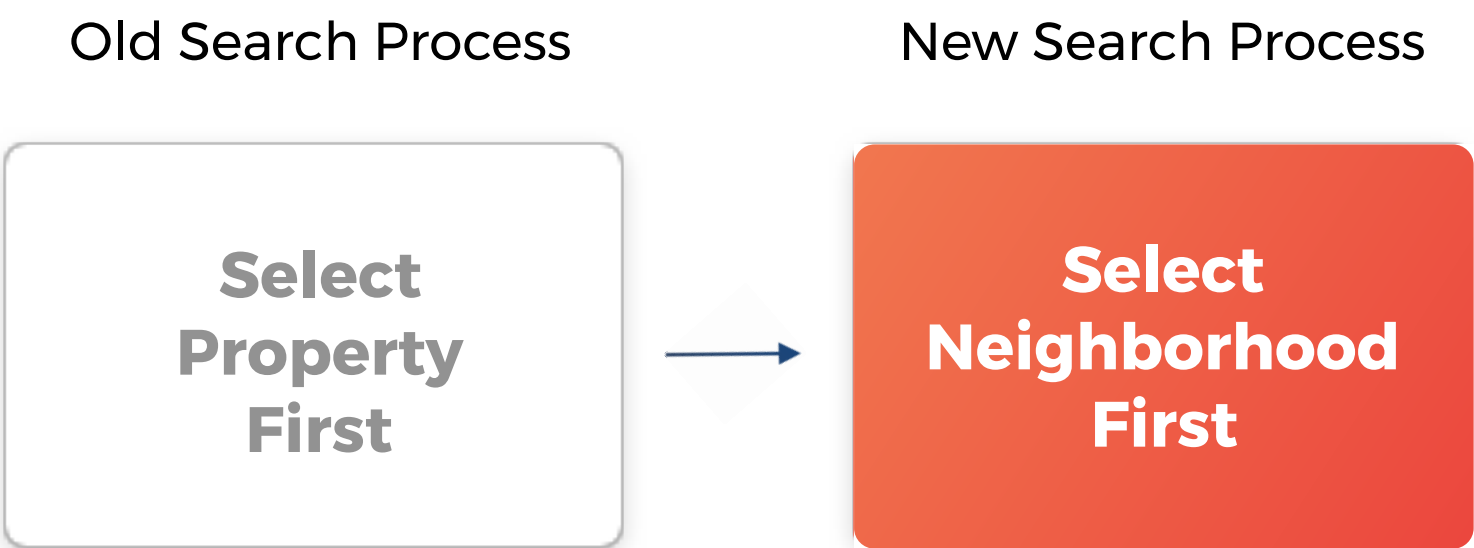 Old Search Process
New Search Process
Select
Property
First
Select
Neighborhood
First